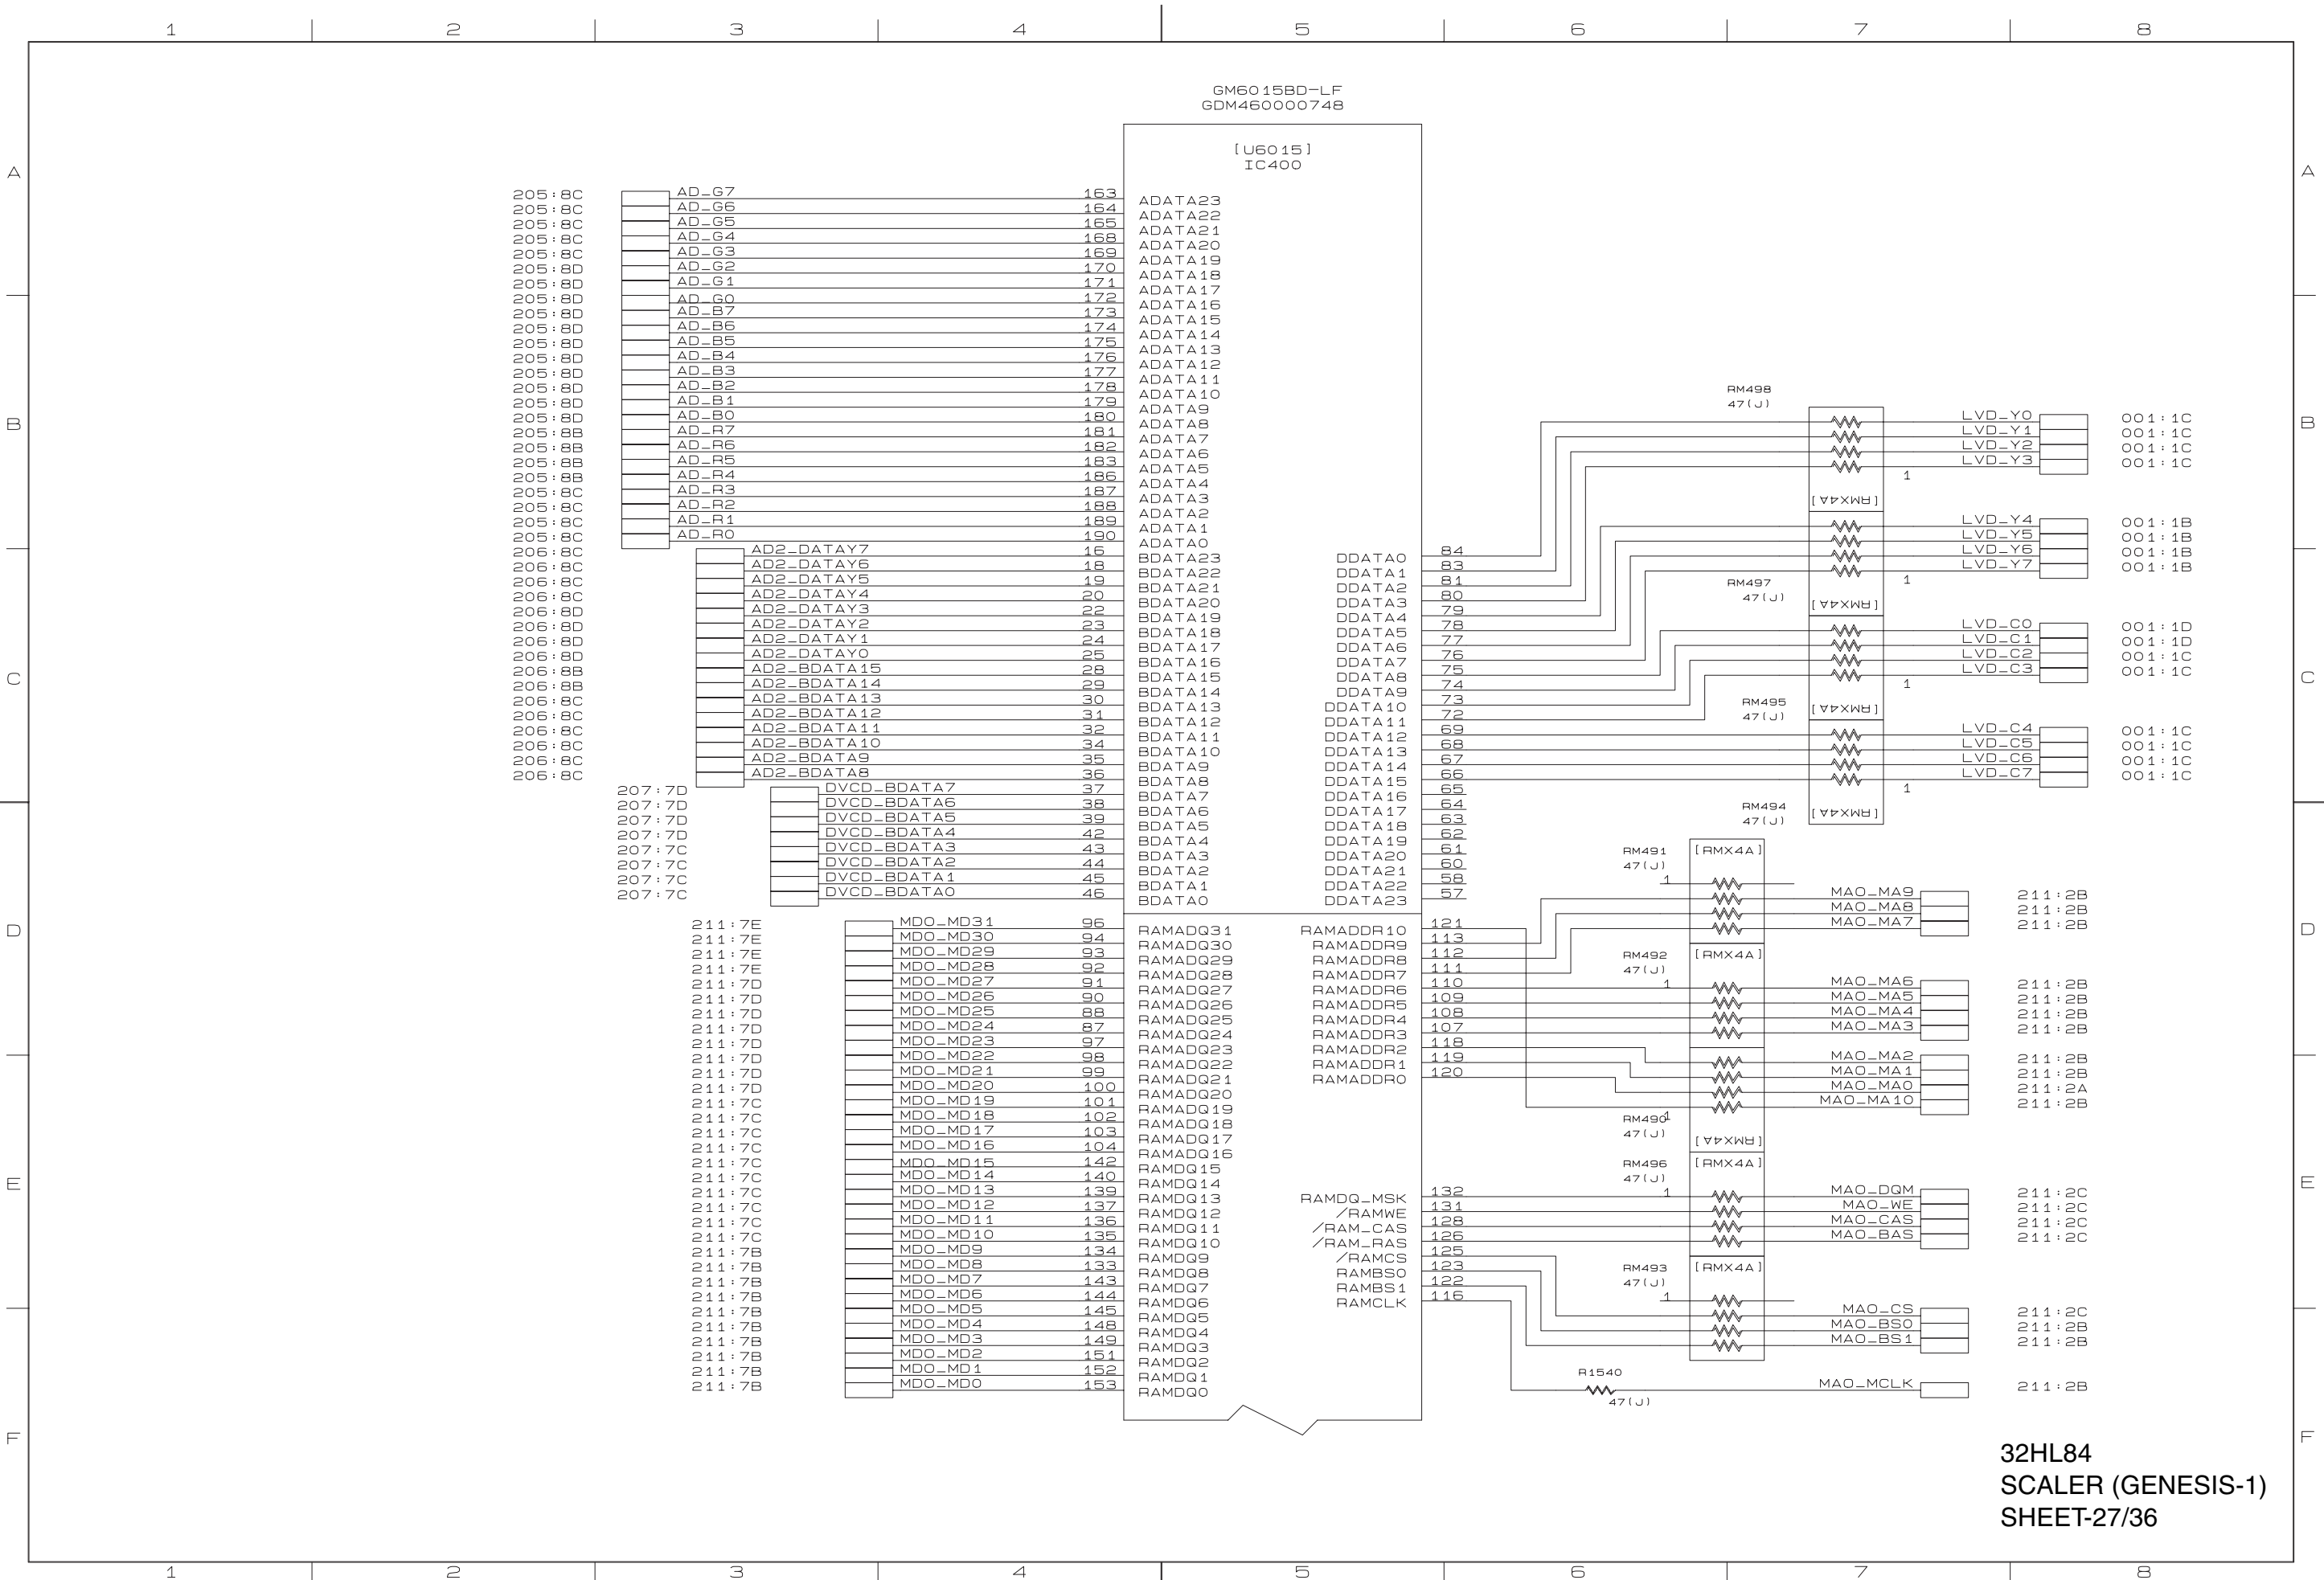 1 2 3 4 5 6 7 8
GM6015BD-LF
GDM460000748
[U6015]
IC400
A A
205:8C AD_G7 163 ADATA23
205:8C AD_G6 164 ADATA22
205:8C AD_G5 165 ADATA21
205:8C AD_G4 168 ADATA20
205:8C AD_G3 169 ADATA19
205:8D AD_G2 170 ADATA18
205:8D AD_G1 171 ADATA17
205:8D AD_G0 172 ADATA16
205:8D AD_B7 173 ADATA15
205:8D AD_B6 174 ADATA14
205:8D AD_B5 175 ADATA13
205:8D AD_B4 176 ADATA12
205:8D AD_B3 177 ADATA11
205:8D AD_B2 178 ADATA10
205:8D AD_B1 179 ADATA9
205:8D AD_B0 180 ADATA8
205:8B AD_R7 181 ADATA7
205:8B AD_R6 182 ADATA6
205:8B AD_R5 183 ADATA5
205:8B AD_R4 186 ADATA4
205:8C AD_R3 187 ADATA3
205:8C AD_R2 188 ADATA2
205:8C AD_R1 189 ADATA1
205:8C AD_R0 190 ADATA0
B B
RM498
47(J)
LVD_Y0 001:1C
LVD_Y1 001:1C
LVD_Y2 001:1C
LVD_Y3 001:1C
1
[RMX4A]
LVD_Y4 001:1B
LVD_Y5 001:1B
LVD_Y6 001:1B
LVD_Y7 001:1B
1
RM497
47(J)
[RMX4A]
LVD_C0 001:1D
LVD_C1 001:1D
LVD_C2 001:1C
LVD_C3 001:1C
1
RM495
47(J)
[RMX4A]
LVD_C4 001:1C
LVD_C5 001:1C
LVD_C6 001:1C
LVD_C7 001:1C
1
RM494
47(J)
[RMX4A]
206:8C AD2_DATAY7 16 BDATA23 DDATA0 84
206:8C AD2_DATAY6 18 BDATA22 DDATA1 83
206:8C AD2_DATAY5 19 BDATA21 DDATA2 81
206:8C AD2_DATAY4 20 BDATA20 DDATA3 80
206:8D AD2_DATAY3 22 BDATA19 DDATA4 79
206:8D AD2_DATAY2 23 BDATA18 DDATA5 78
206:8D AD2_DATAY1 24 BDATA17 DDATA6 77
206:8D AD2_DATAY0 25 BDATA16 DDATA7 76
206:8B AD2_BDATA15 28 BDATA15 DDATA8 75
206:8B AD2_BDATA14 29 BDATA14 DDATA9 74
206:8C AD2_BDATA13 30 BDATA13 DDATA10 73
206:8C AD2_BDATA12 31 BDATA12 DDATA11 72
206:8C AD2_BDATA11 32 BDATA11 DDATA12 69
206:8C AD2_BDATA10 34 BDATA10 DDATA13 68
206:8C AD2_BDATA9 35 BDATA9 DDATA14 67
206:8C AD2_BDATA8 36 BDATA8 DDATA15 66
C C
207:7D DVCD_BDATA7 37 BDATA7 DDATA16 65
207:7D DVCD_BDATA6 38 BDATA6 DDATA17 64
207:7D DVCD_BDATA5 39 BDATA5 DDATA18 63
207:7D DVCD_BDATA4 42 BDATA4 DDATA19 62
207:7C DVCD_BDATA3 43 BDATA3 DDATA20 61
207:7C DVCD_BDATA2 44 BDATA2 DDATA21 60
207:7C DVCD_BDATA1 45 BDATA1 DDATA22 58
207:7C DVCD_BDATA0 46 BDATA0 DDATA23 57
D D
211:7E MDO_MD31 96 RAMADQ31 RAMADDR10 121
211:7E MDO_MD30 94 RAMADQ30 RAMADDR9 113
211:7E MDO_MD29 93 RAMADQ29 RAMADDR8 112
211:7E MDO_MD28 92 RAMADQ28 RAMADDR7 111
211:7D MDO_MD27 91 RAMADQ27 RAMADDR6 110
211:7D MDO_MD26 90 RAMADQ26 RAMADDR5 109
211:7D MDO_MD25 88 RAMADQ25 RAMADDR4 108
211:7D MDO_MD24 87 RAMADQ24 RAMADDR3 107
211:7D MDO_MD23 97 RAMADQ23 RAMADDR2 118
211:7D MDO_MD22 98 RAMADQ22 RAMADDR1 119
211:7D MDO_MD21 99 RAMADQ21 RAMADDR0 120
211:7D MDO_MD20 100 RAMADQ20
211:7C MDO_MD19 101 RAMADQ19
211:7C MDO_MD18 102 RAMADQ18
211:7C MDO_MD17 103 RAMADQ17
211:7C MDO_MD16 104 RAMADQ16
211:7C MDO_MD15 142 RAMDQ15
211:7C MDO_MD14 140 RAMDQ14
211:7C MDO_MD13 139 RAMDQ13 RAMDQ_MSK 132
211:7C MDO_MD12 137 RAMDQ12 /RAMWE 131
211:7C MDO_MD11 136 RAMDQ11 /RAM_CAS 128
211:7C MDO_MD10 135 RAMDQ10 /RAM_RAS 126
211:7B MDO_MD9 134 RAMDQ9 /RAMCS 125
211:7B MDO_MD8 133 RAMDQ8 RAMBS0 123
211:7B MDO_MD7 143 RAMDQ7 RAMBS1 122
211:7B MDO_MD6 144 RAMDQ6 RAMCLK 116
211:7B MDO_MD5 145 RAMDQ5
211:7B MDO_MD4 148 RAMDQ4
211:7B MDO_MD3 149 RAMDQ3
211:7B MDO_MD2 151 RAMDQ2
211:7B MDO_MD1 152 RAMDQ1
211:7B MDO_MD0 153 RAMDQ0
RM491 [RMX4A]
47(J)
1
MAO_MA9 211:2B
MAO_MA8 211:2B
MAO_MA7 211:2B
RM492 [RMX4A]
47(J)
1
MAO_MA6 211:2B
MAO_MA5 211:2B
MAO_MA4 211:2B
MAO_MA3 211:2B
MAO_MA2 211:2B
MAO_MA1 211:2B
MAO_MA0 211:2A
MAO_MA10 211:2B
RM490 1
47(J) [RMX4A]
E E
RM496 [RMX4A]
47(J)
1
MAO_DQM 211:2C
MAO_WE 211:2C
MAO_CAS 211:2C
MAO_BAS 211:2C
RM493 [RMX4A]
47(J)
1
MAO_CS 211:2C
MAO_BS0 211:2B
MAO_BS1 211:2B
R1540
47(J)
MAO_MCLK 211:2B
F F
32HL84
SCALER (GENESIS-1)
SHEET-27/36
1 2 3 4 5 6 7 8